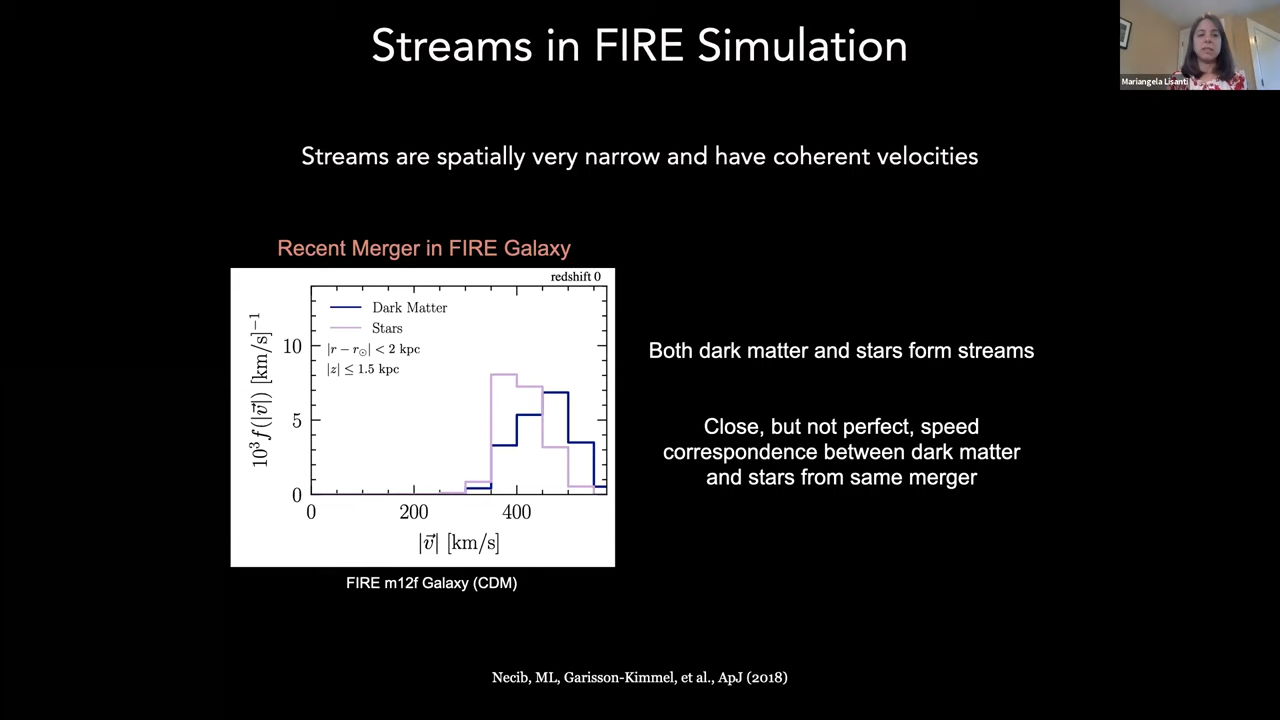 Streams in FIRE Simulation
Mariangela Lisanti
Streams are spatially very narrow and have coherent velocities
Recent Merger in FIRE Galaxy
redshift 0
Dark Matter
Stars
|r − r☉| < 2 kpc
|z| ≤ 1.5 kpc
10³ f(|v⃗|) [km/s]⁻¹
10
5
0
0 200 400
|v⃗| [km/s]
FIRE m12f Galaxy (CDM)
Both dark matter and stars form streams
Close, but not perfect, speed
correspondence between dark matter
and stars from same merger
Necib, ML, Garisson-Kimmel, et al., ApJ (2018)